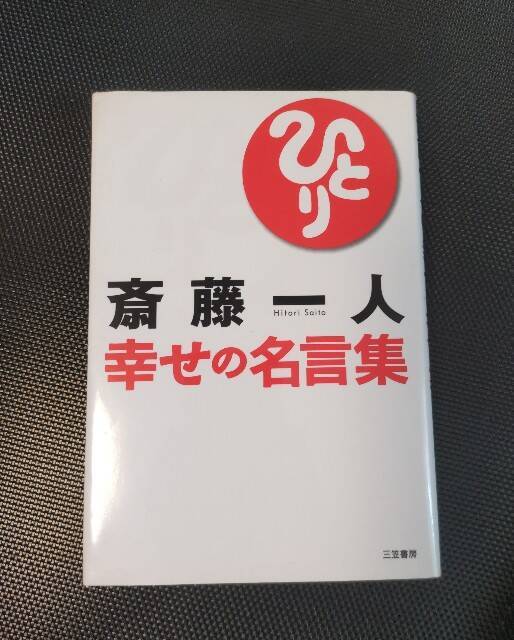 ひとり
斎藤一人
Hitori Saito
幸せの名言集
三笠書房